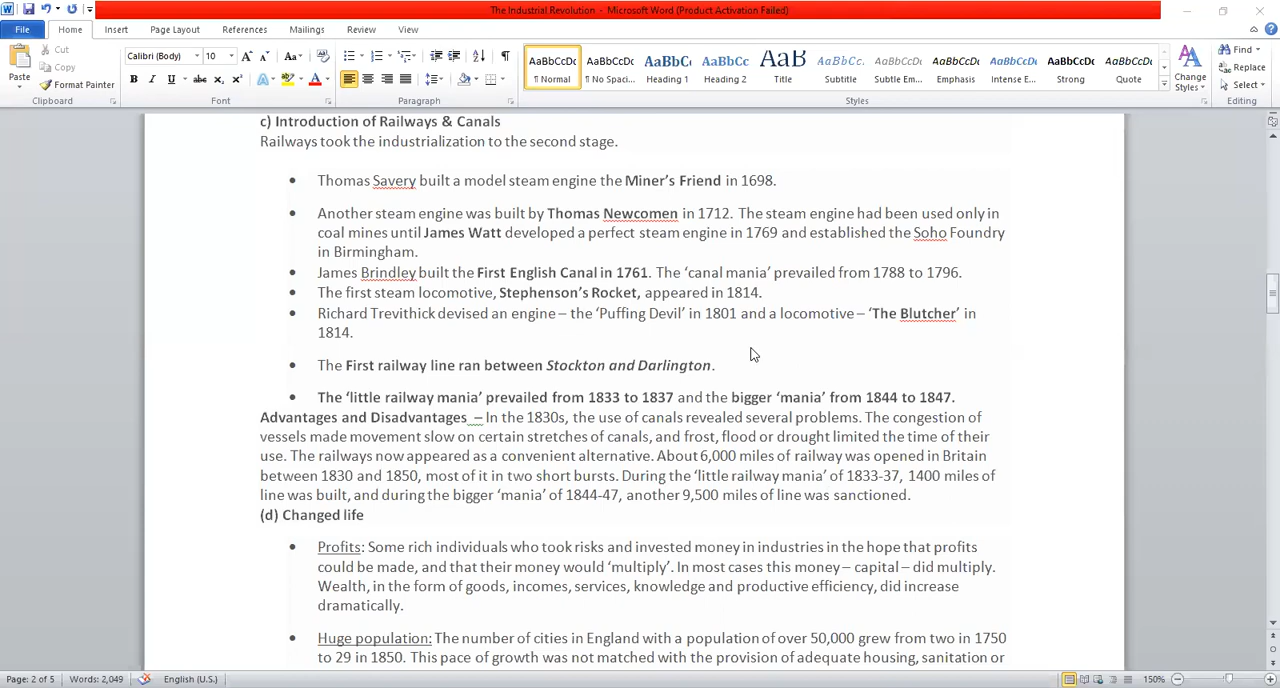 The Industrial Revolution - Microsoft Word (Product Activation Failed)
File Home Insert Page Layout References Mailings Review View
Paste
Cut
Copy
Format Painter
Clipboard
Calibri (Body) 10
Font
Paragraph
AaBbCcDc AaBbCcDc AaBbCc AaBbCc AaB AaBbCc. AaBbCcDc AaBbCcDc AaBbCcDc AaBbCcDc AaBbCcDc
¶ Normal ¶ No Spaci... Heading 1 Heading 2 Title Subtitle Subtle Em... Emphasis Intense E... Strong Quote
Styles
Change Styles
Find
Replace
Select
Editing
c) Introduction of Railways & Canals
Railways took the industrialization to the second stage.
• Thomas Savery built a model steam engine the Miner’s Friend in 1698.
• Another steam engine was built by Thomas Newcomen in 1712. The steam engine had been used only in
coal mines until James Watt developed a perfect steam engine in 1769 and established the Soho Foundry
in Birmingham.
• James Brindley built the First English Canal in 1761. The ‘canal mania’ prevailed from 1788 to 1796.
• The first steam locomotive, Stephenson’s Rocket, appeared in 1814.
• Richard Trevithick devised an engine – the ‘Puffing Devil’ in 1801 and a locomotive – ‘The Blutcher’ in
1814.
• The First railway line ran between Stockton and Darlington.
• The ‘little railway mania’ prevailed from 1833 to 1837 and the bigger ‘mania’ from 1844 to 1847.
Advantages and Disadvantages – In the 1830s, the use of canals revealed several problems. The congestion of
vessels made movement slow on certain stretches of canals, and frost, flood or drought limited the time of their
use. The railways now appeared as a convenient alternative. About 6,000 miles of railway was opened in Britain
between 1830 and 1850, most of it in two short bursts. During the ‘little railway mania’ of 1833-37, 1400 miles of
line was built, and during the bigger ‘mania’ of 1844-47, another 9,500 miles of line was sanctioned.
(d) Changed life
• Profits: Some rich individuals who took risks and invested money in industries in the hope that profits
could be made, and that their money would ‘multiply’. In most cases this money – capital – did multiply.
Wealth, in the form of goods, incomes, services, knowledge and productive efficiency, did increase
dramatically.
• Huge population: The number of cities in England with a population of over 50,000 grew from two in 1750
to 29 in 1850. This pace of growth was not matched with the provision of adequate housing, sanitation or
Page: 2 of 5 Words: 2,049 English (U.S.) 150%